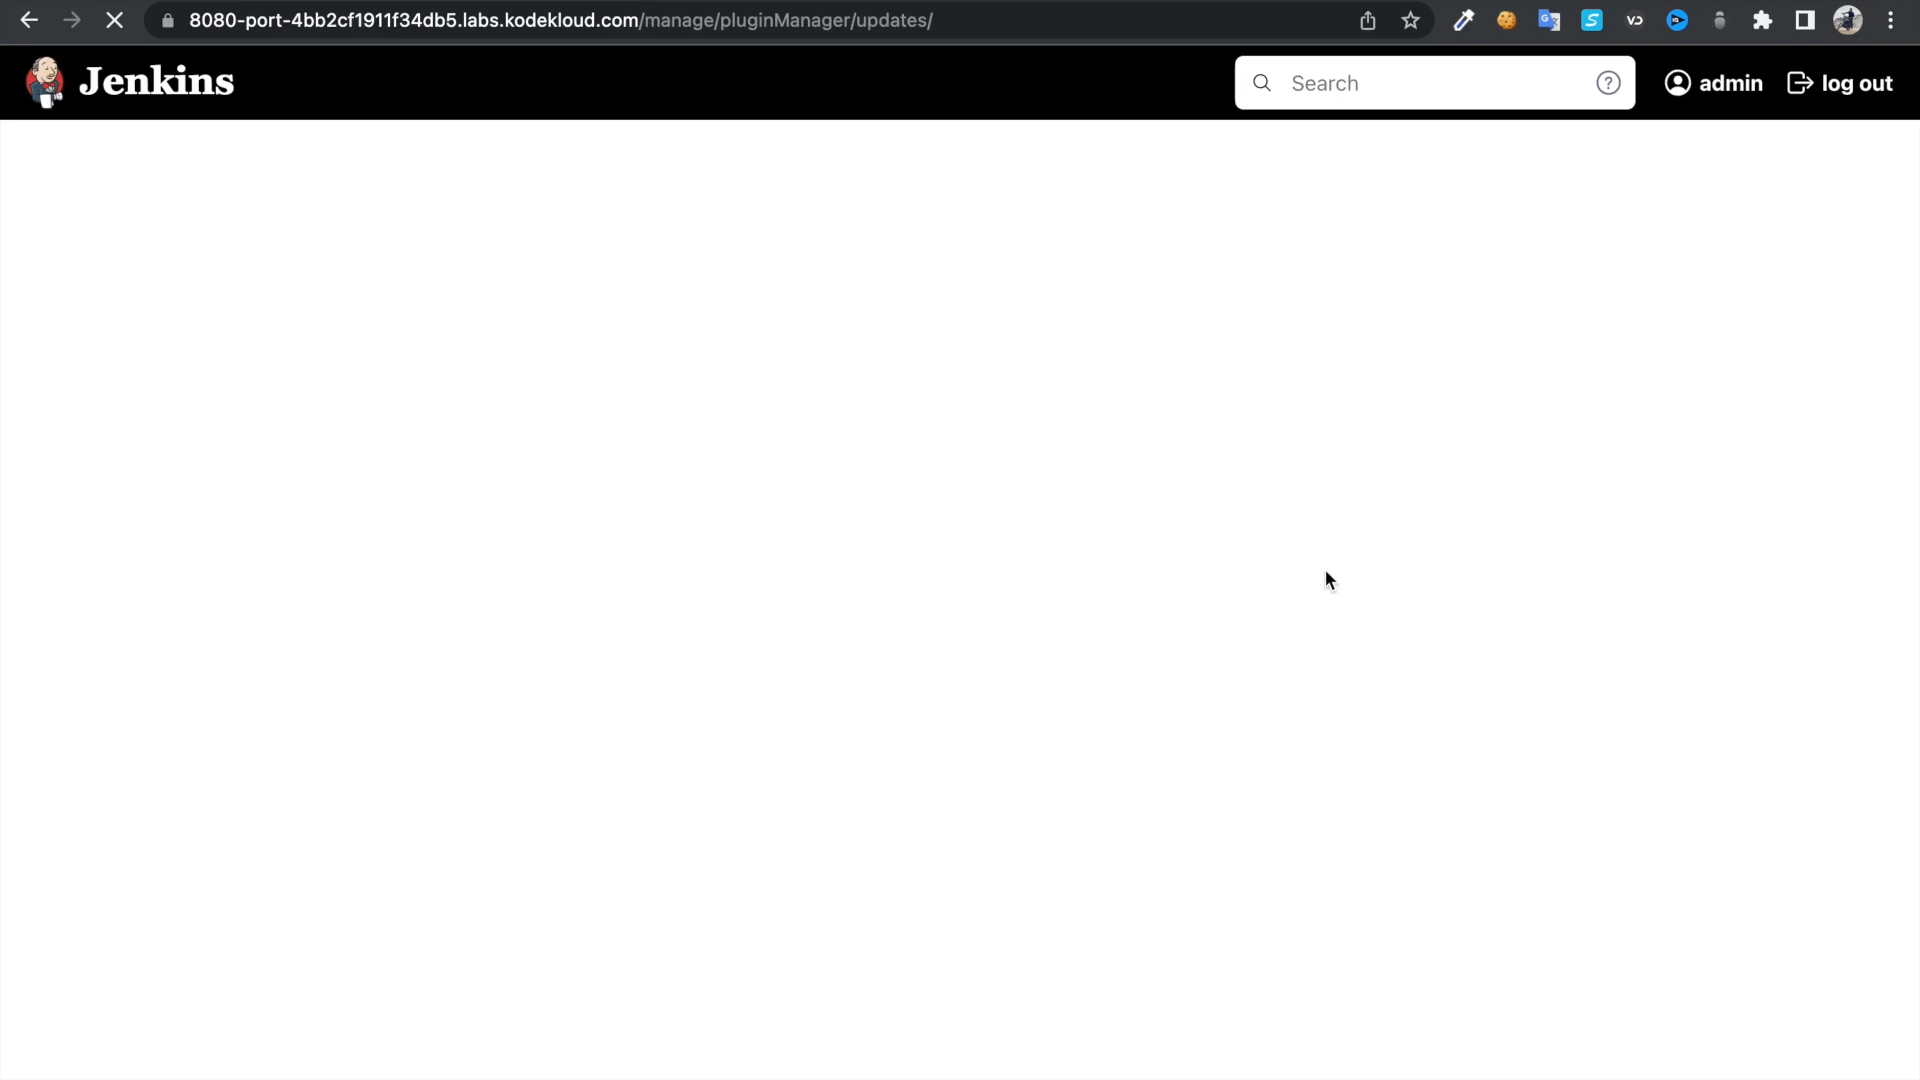 8080-port-4bb2cf1911f34db5.labs.kodekloud.com/manage/pluginManager/updates/
Jenkins
Search
admin
log out